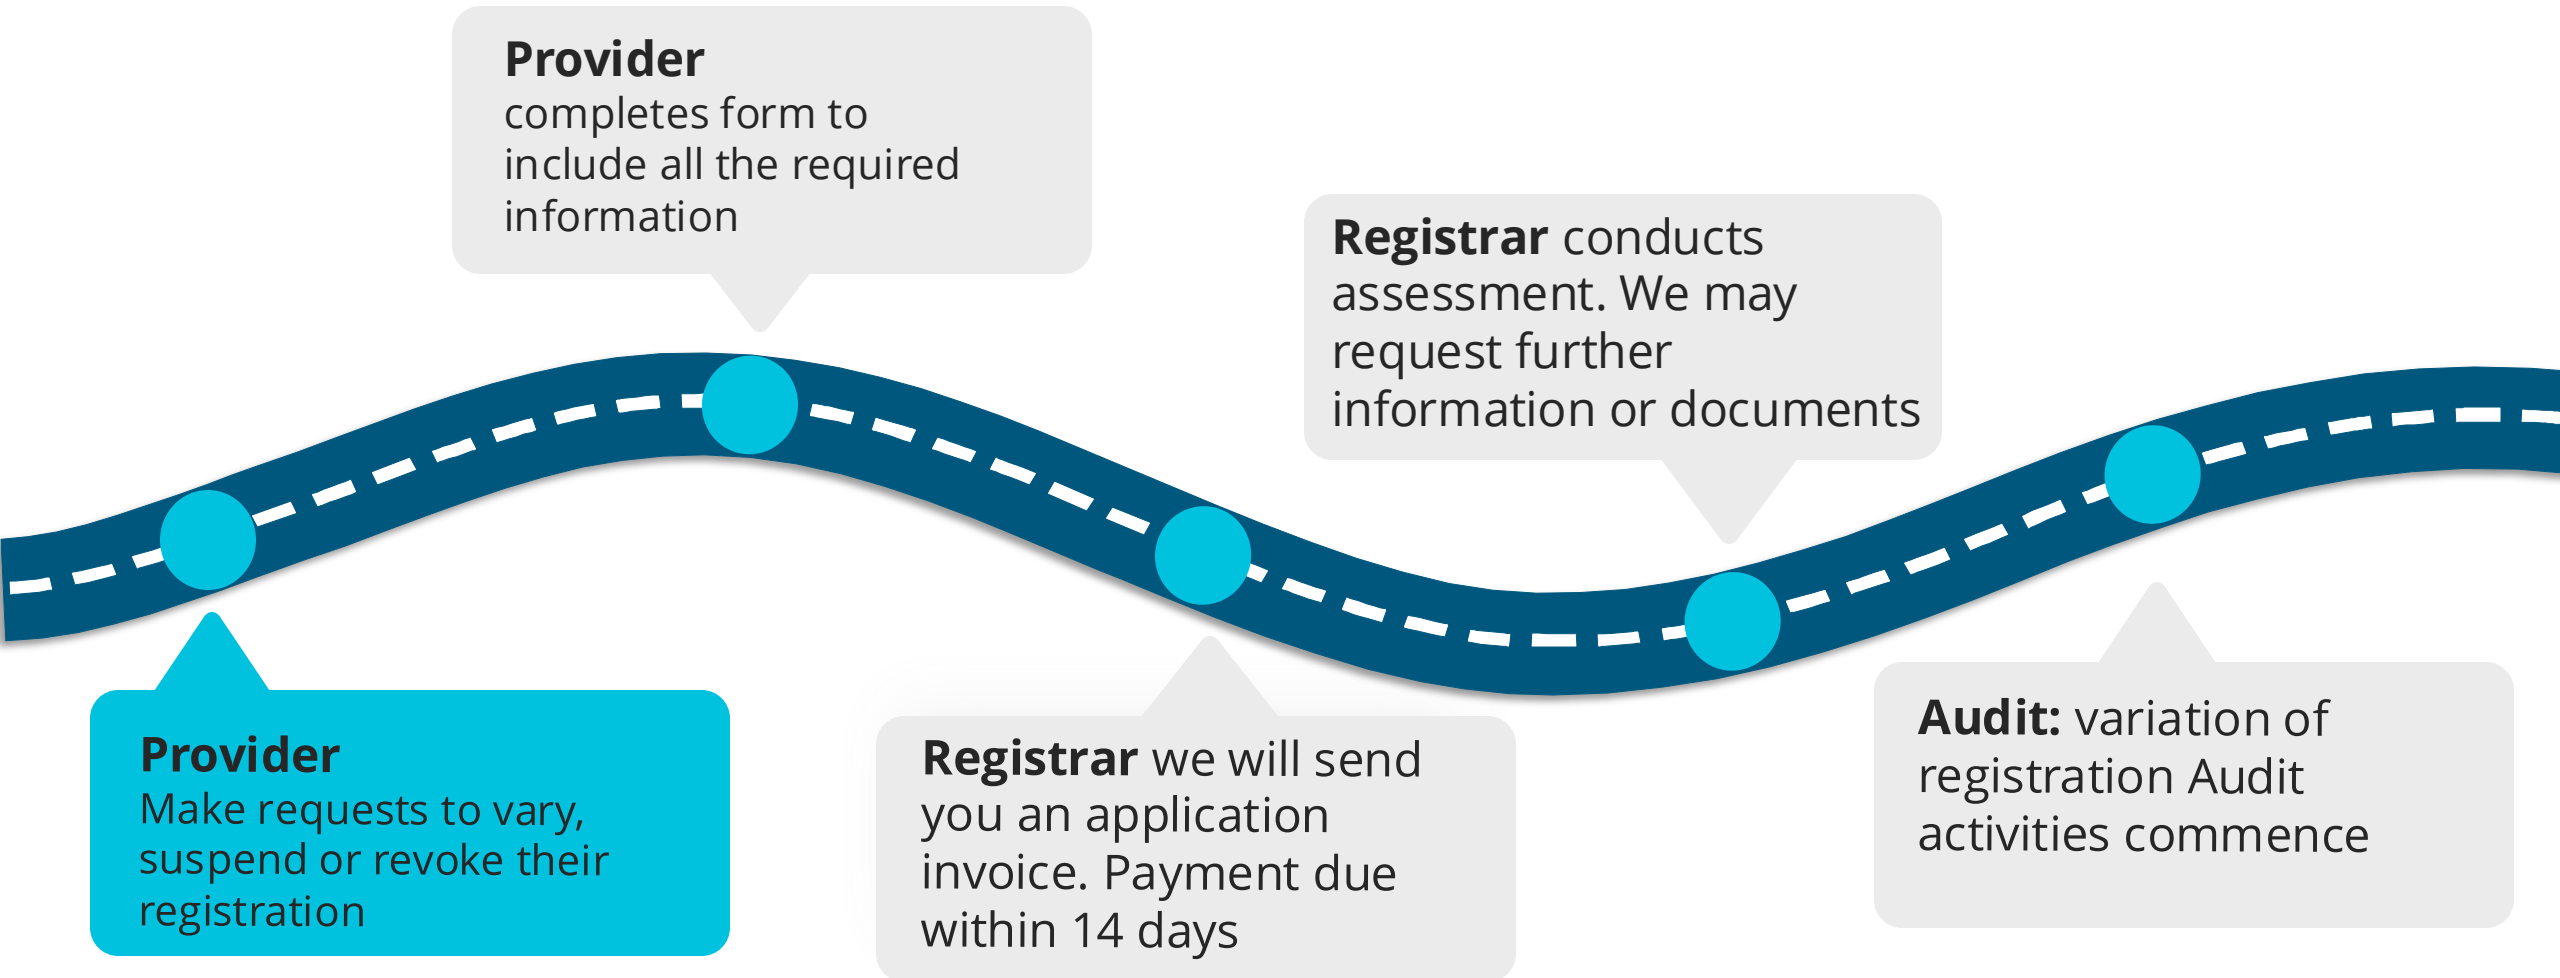 Provider
completes form to
include all the required
information
Registrar conducts
assessment. We may
request further
information or documents
Provider
Make requests to vary,
suspend or revoke their
registration
Registrar we will send
you an application
invoice. Payment due
within 14 days
Audit: variation of
registration Audit
activities commence